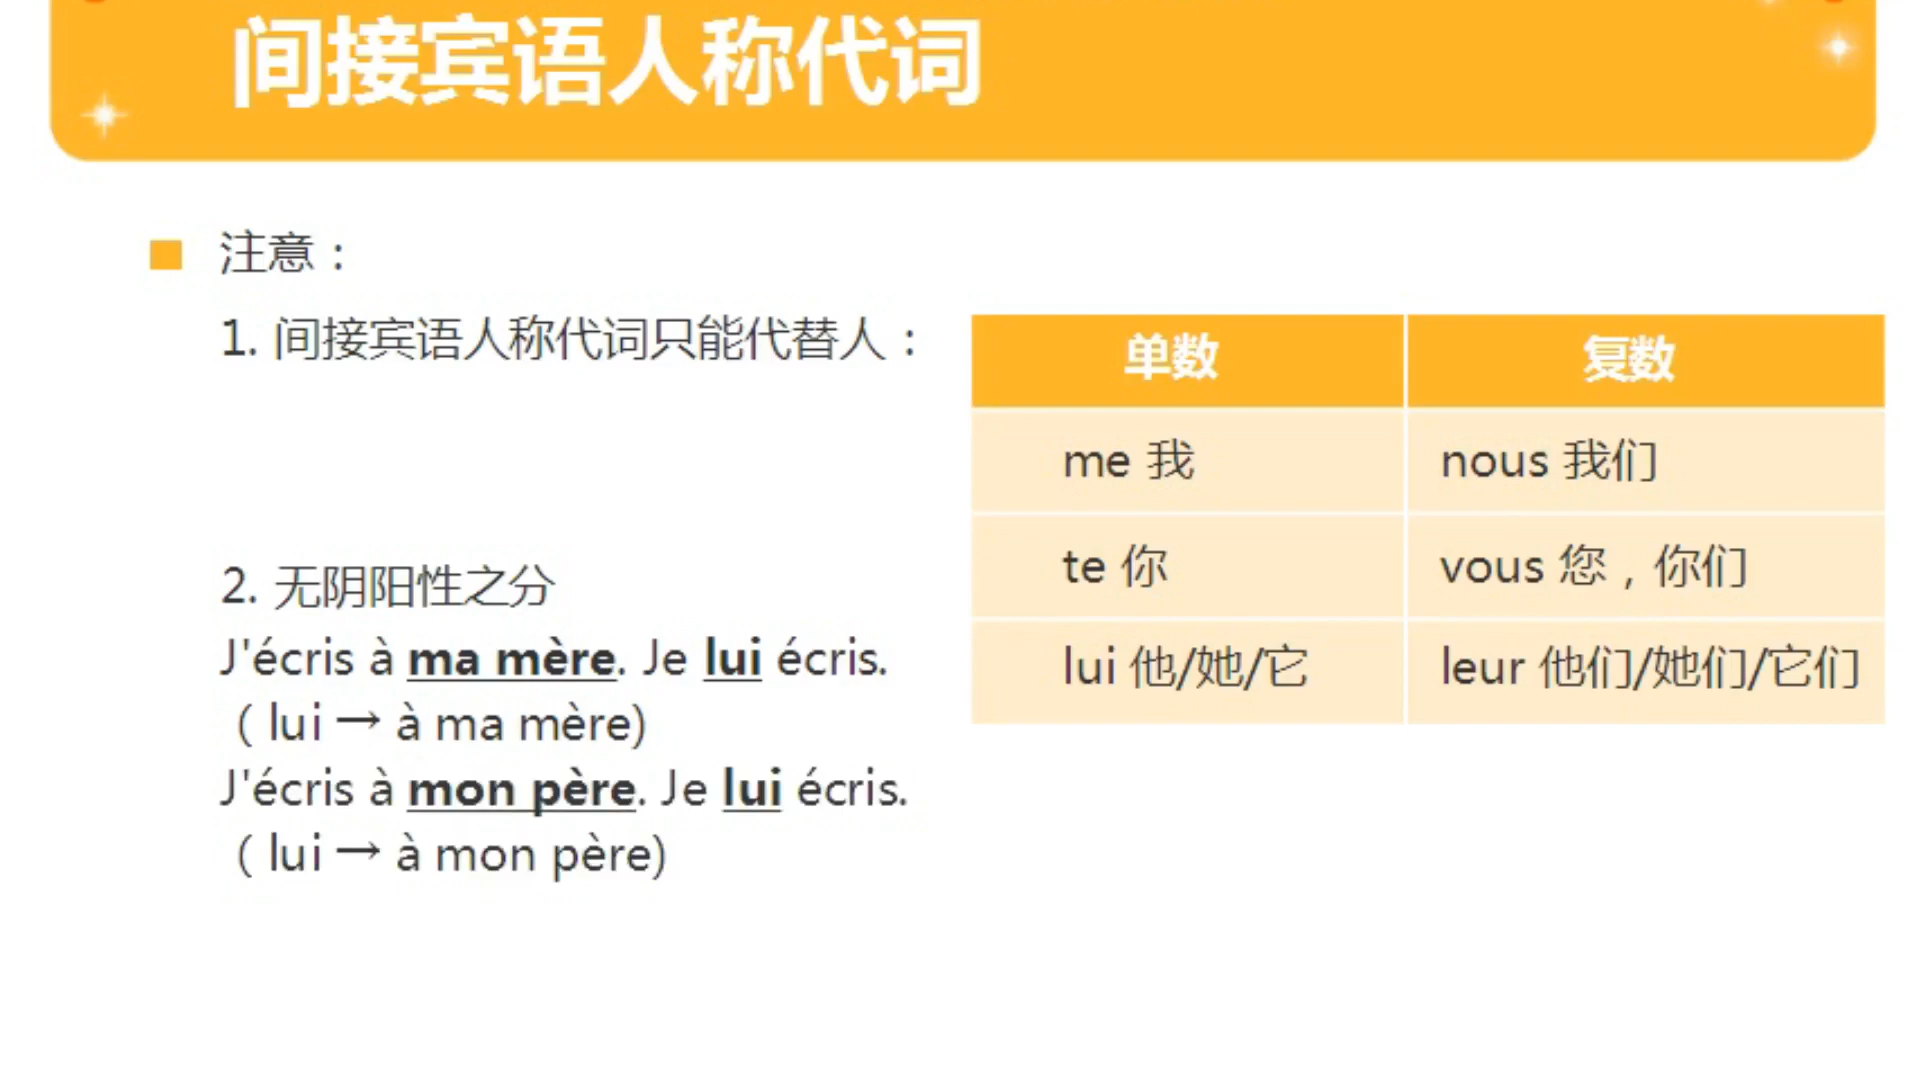 间接宾语人称代词
注意：
1. 间接宾语人称代词只能代替人：
2. 无阴阳性之分
J'écris à ma mère. Je lui écris.
( lui → à ma mère)
J'écris à mon père. Je lui écris.
( lui → à mon père)
单数 复数
me 我 nous 我们
te 你 vous 您，你们
lui 他/她/它 leur 他们/她们/它们